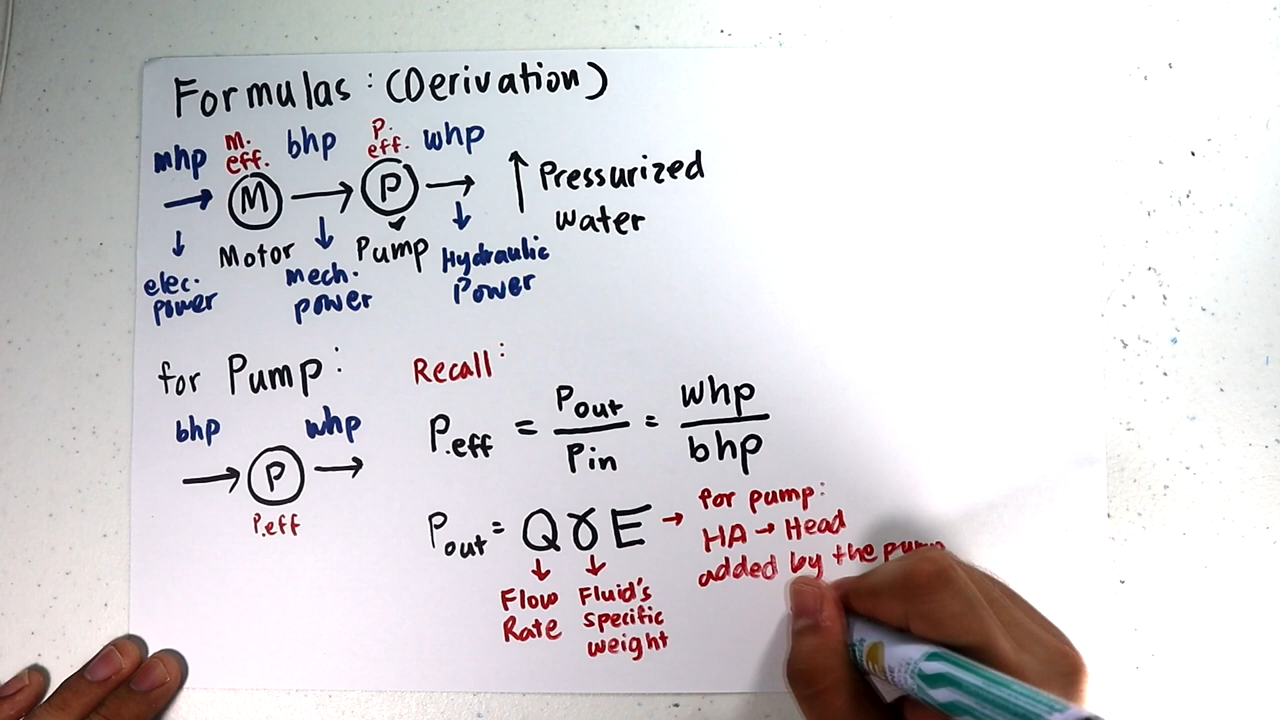 Formulas: (Derivation)
mhp M. eff. bhp P. eff. whp
M P
Pressurized
water
Motor Pump
elec. power mech. power Hydraulic Power
for Pump: Recall:
bhp whp
P
P.eff
P.eff = Pout / Pin = whp / bhp
Pout = QγE → for pump:
HA → Head
added by the pump
Flow Rate
Fluid's specific weight